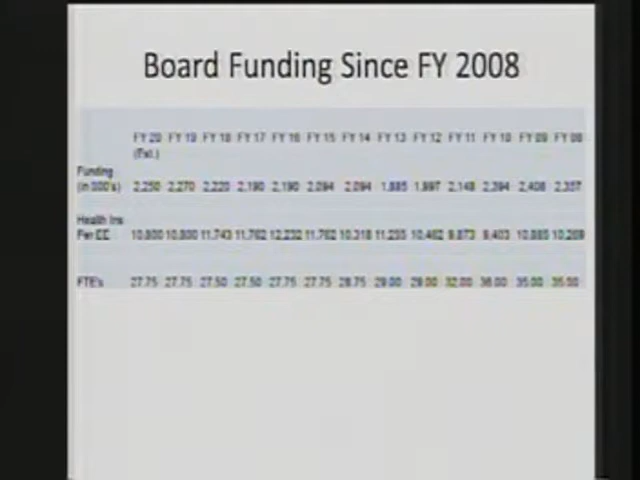 Board Funding Since FY 2008
FY 20 FY 19 FY 18 FY 17 FY 16 FY 15 FY 14 FY 13 FY 12 FY 11 FY 10 FY 09 FY 08
(Est.)
Funding
(in 000's) 2,250 2,270 2,220 2,190 2,190 2,094 2,094 1,885 1,897 2,148 2,394 2,408 2,357
Health Ins
Per EE 10,800 10,800 11,743 11,762 12,232 11,762 10,318 11,235 10,462 9,873 9,403 10,885 10,269
FTE's 27.75 27.75 27.50 27.50 27.75 27.75 28.75 29.00 29.00 32.00 36.00 35.00